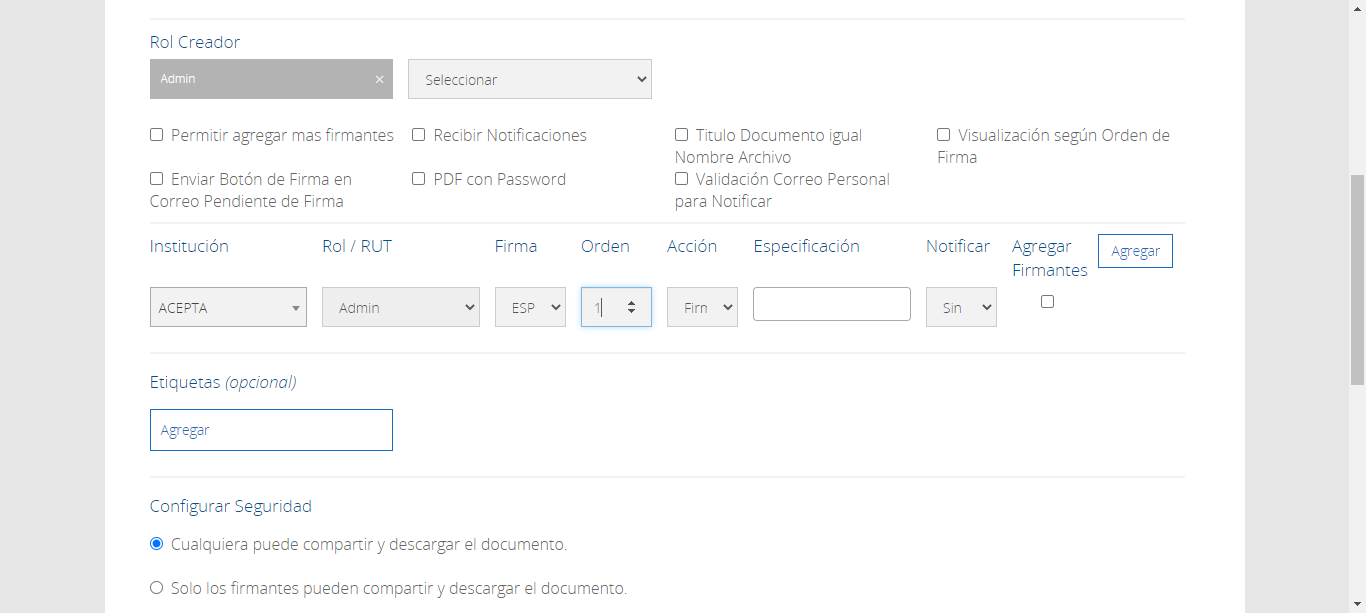 Rol Creador
Admin × Seleccionar
Permitir agregar mas firmantes Recibir Notificaciones Titulo Documento igual Visualización según Orden de
Nombre Archivo Firma
Enviar Botón de Firma en PDF con Password Validación Correo Personal
Correo Pendiente de Firma para Notificar
Institución Rol / RUT Firma Orden Acción Especificación Notificar Agregar Agregar
Firmantes
ACEPTA Admin ESP 1 Firn Sin
Etiquetas (opcional)
Agregar
Configurar Seguridad
Cualquiera puede compartir y descargar el documento.
Solo los firmantes pueden compartir y descargar el documento.